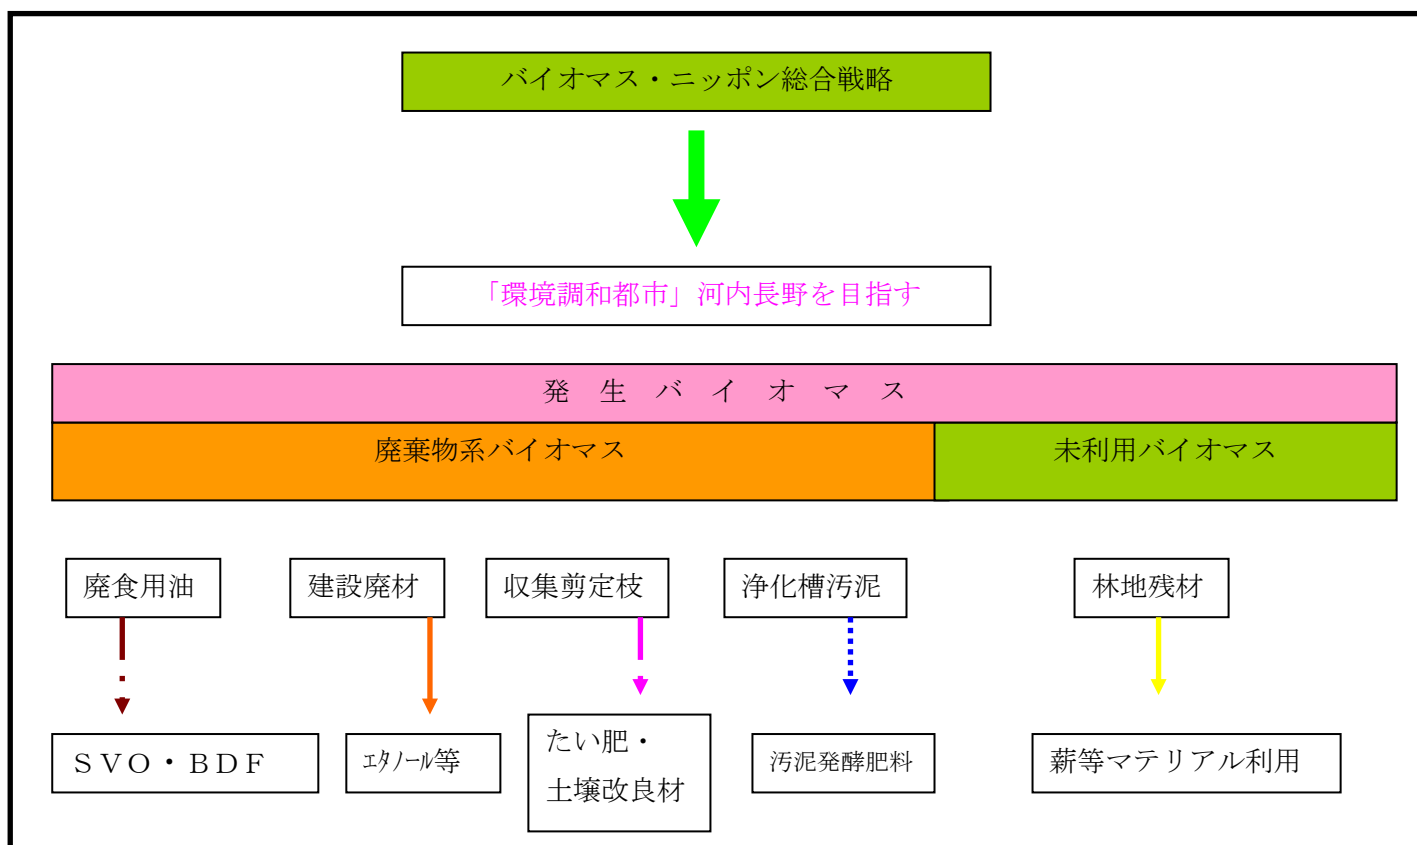 バイオマス・ニッポン総合戦略
「環境調和都市」河内長野を目指す
発　生　バ　イ　オ　マ　ス
廃棄物系バイオマス
未利用バイオマス
廃食用油
建設廃材
収集剪定枝
浄化槽汚泥
林地残材
ＳＶＯ・ＢＤＦ
ｴﾀﾉｰﾙ等
たい肥・
土壌改良材
汚泥発酵肥料
薪等マテリアル利用